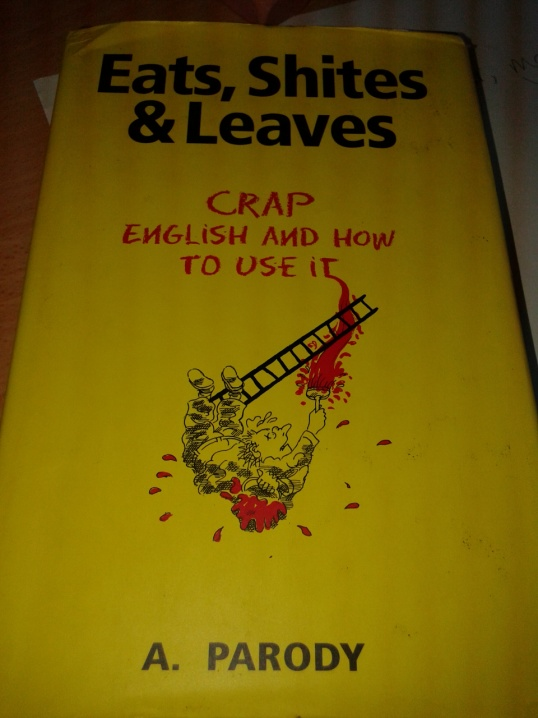 Eats, Shites
& Leaves
CRAP
ENGLISH AND HOW
TO USE IT
A. PARODY